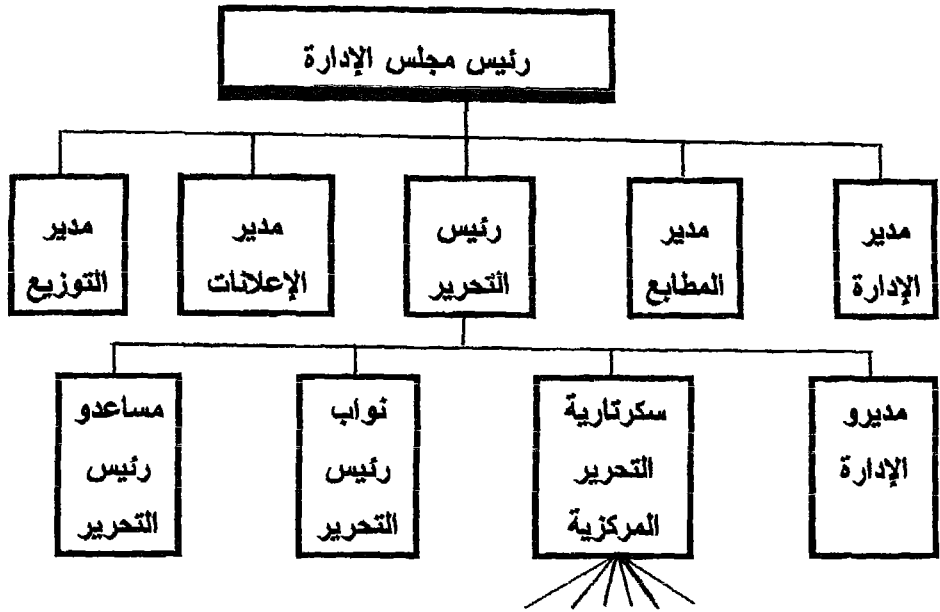 رئيس مجلس الإدارة
مدير
الإدارة
مدير
المطابع
رئيس
التحرير
مدير
الإعلانات
مدير
التوزيع
مديرو
الإدارة
سكرتارية
التحرير
المركزية
نواب
رئيس
التحرير
مساعدو
رئيس
التحرير